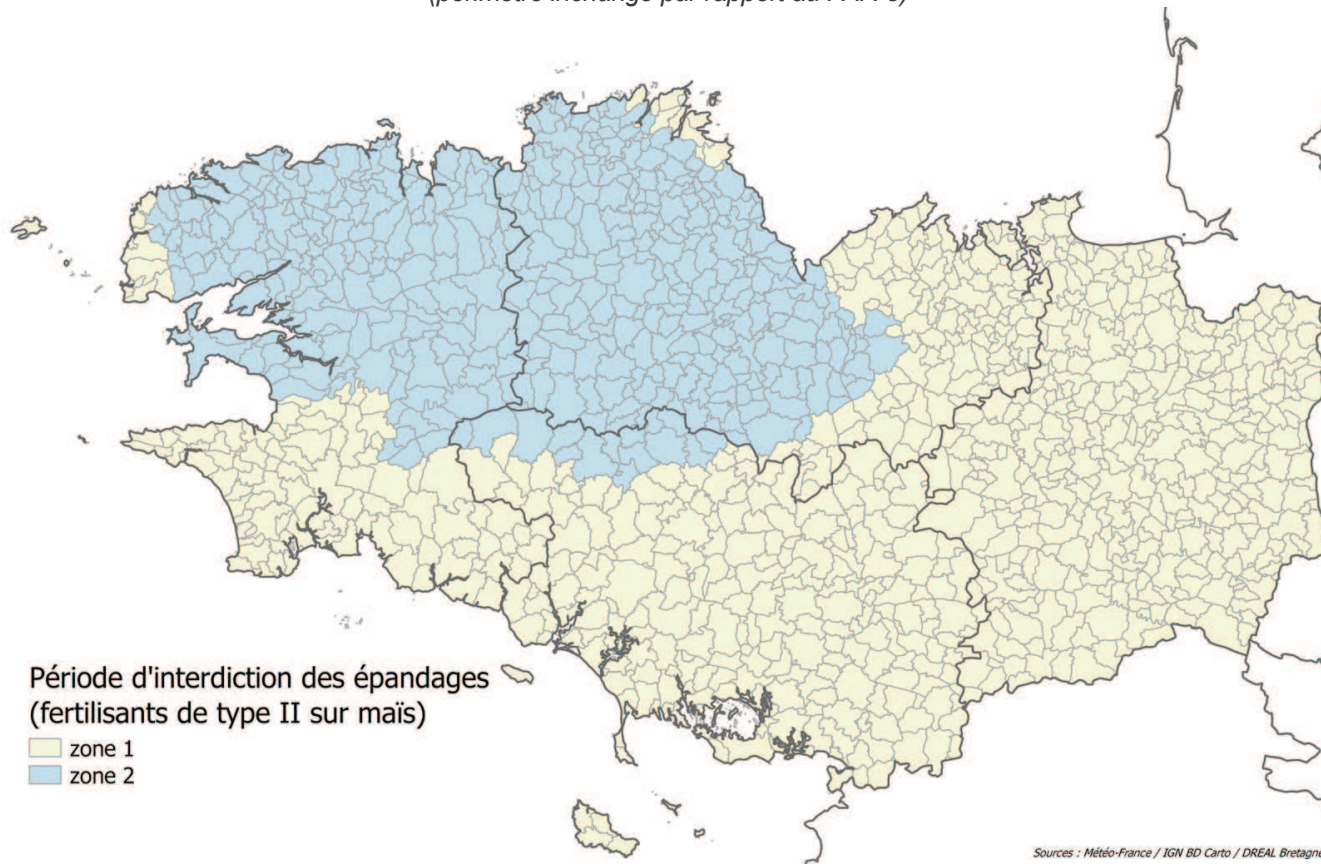 Période d'interdiction des épandages
(fertilisants de type II sur maïs)
zone 1
zone 2
Sources : Météo-France / IGN BD Carto / DREAL Bretagne